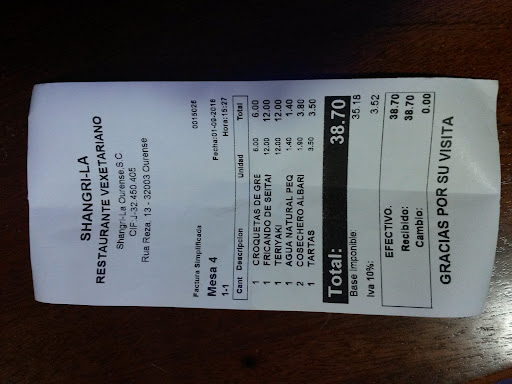 SHANGRI-LA
RESTAURANTE VEXETARIANO
Shangri-La Ourense,S.C
CIF J-32.450.405
Rua Reza, 13 - 32003 Ourense
Factura Simplificada 0015026
Mesa 4 Fecha:01-09-2018
1-1 Hora:15:27
Cant Descripcion Unidad Total
1 CROQUETAS DE GRE 6.00 6.00
1 FRICANDO DE SEITAI 12.00 12.00
1 TERIYAKI 12.00 12.00
1 AGUA NATURAL PEQ 1.40 1.40
2 COSECHERO ALBARI 1.90 3.80
1 TARTAS 3.50 3.50
Total: 38.70
Base Imponible: 35.18
Iva 10%: 3.52
EFECTIVO. 38.70
Recibido: 38.70
Cambio: 0.00
GRACIAS POR SU VISITA